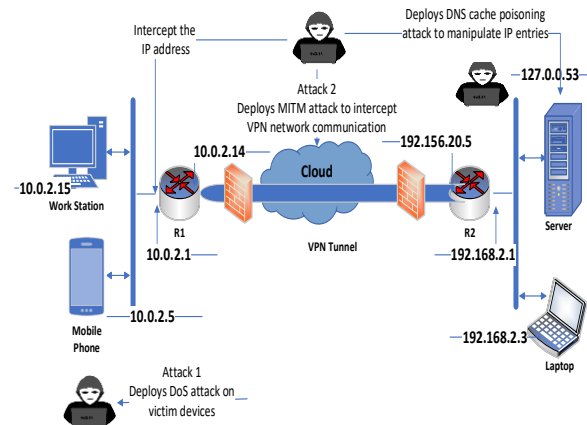 Intercept the
IP address
Deploys DNS cache poisoning
attack to manipulate IP entries
Attack 2
Deploys MITM attack to intercept
VPN network communication
127.0.0.53
10.0.2.14
192.156.20.5
Cloud
10.0.2.15
Work Station
R1
R2
Server
VPN Tunnel
10.0.2.1
192.168.2.1
10.0.2.5
Mobile
Phone
192.168.2.3
Laptop
Attack 1
Deploys DoS attack on
victim devices